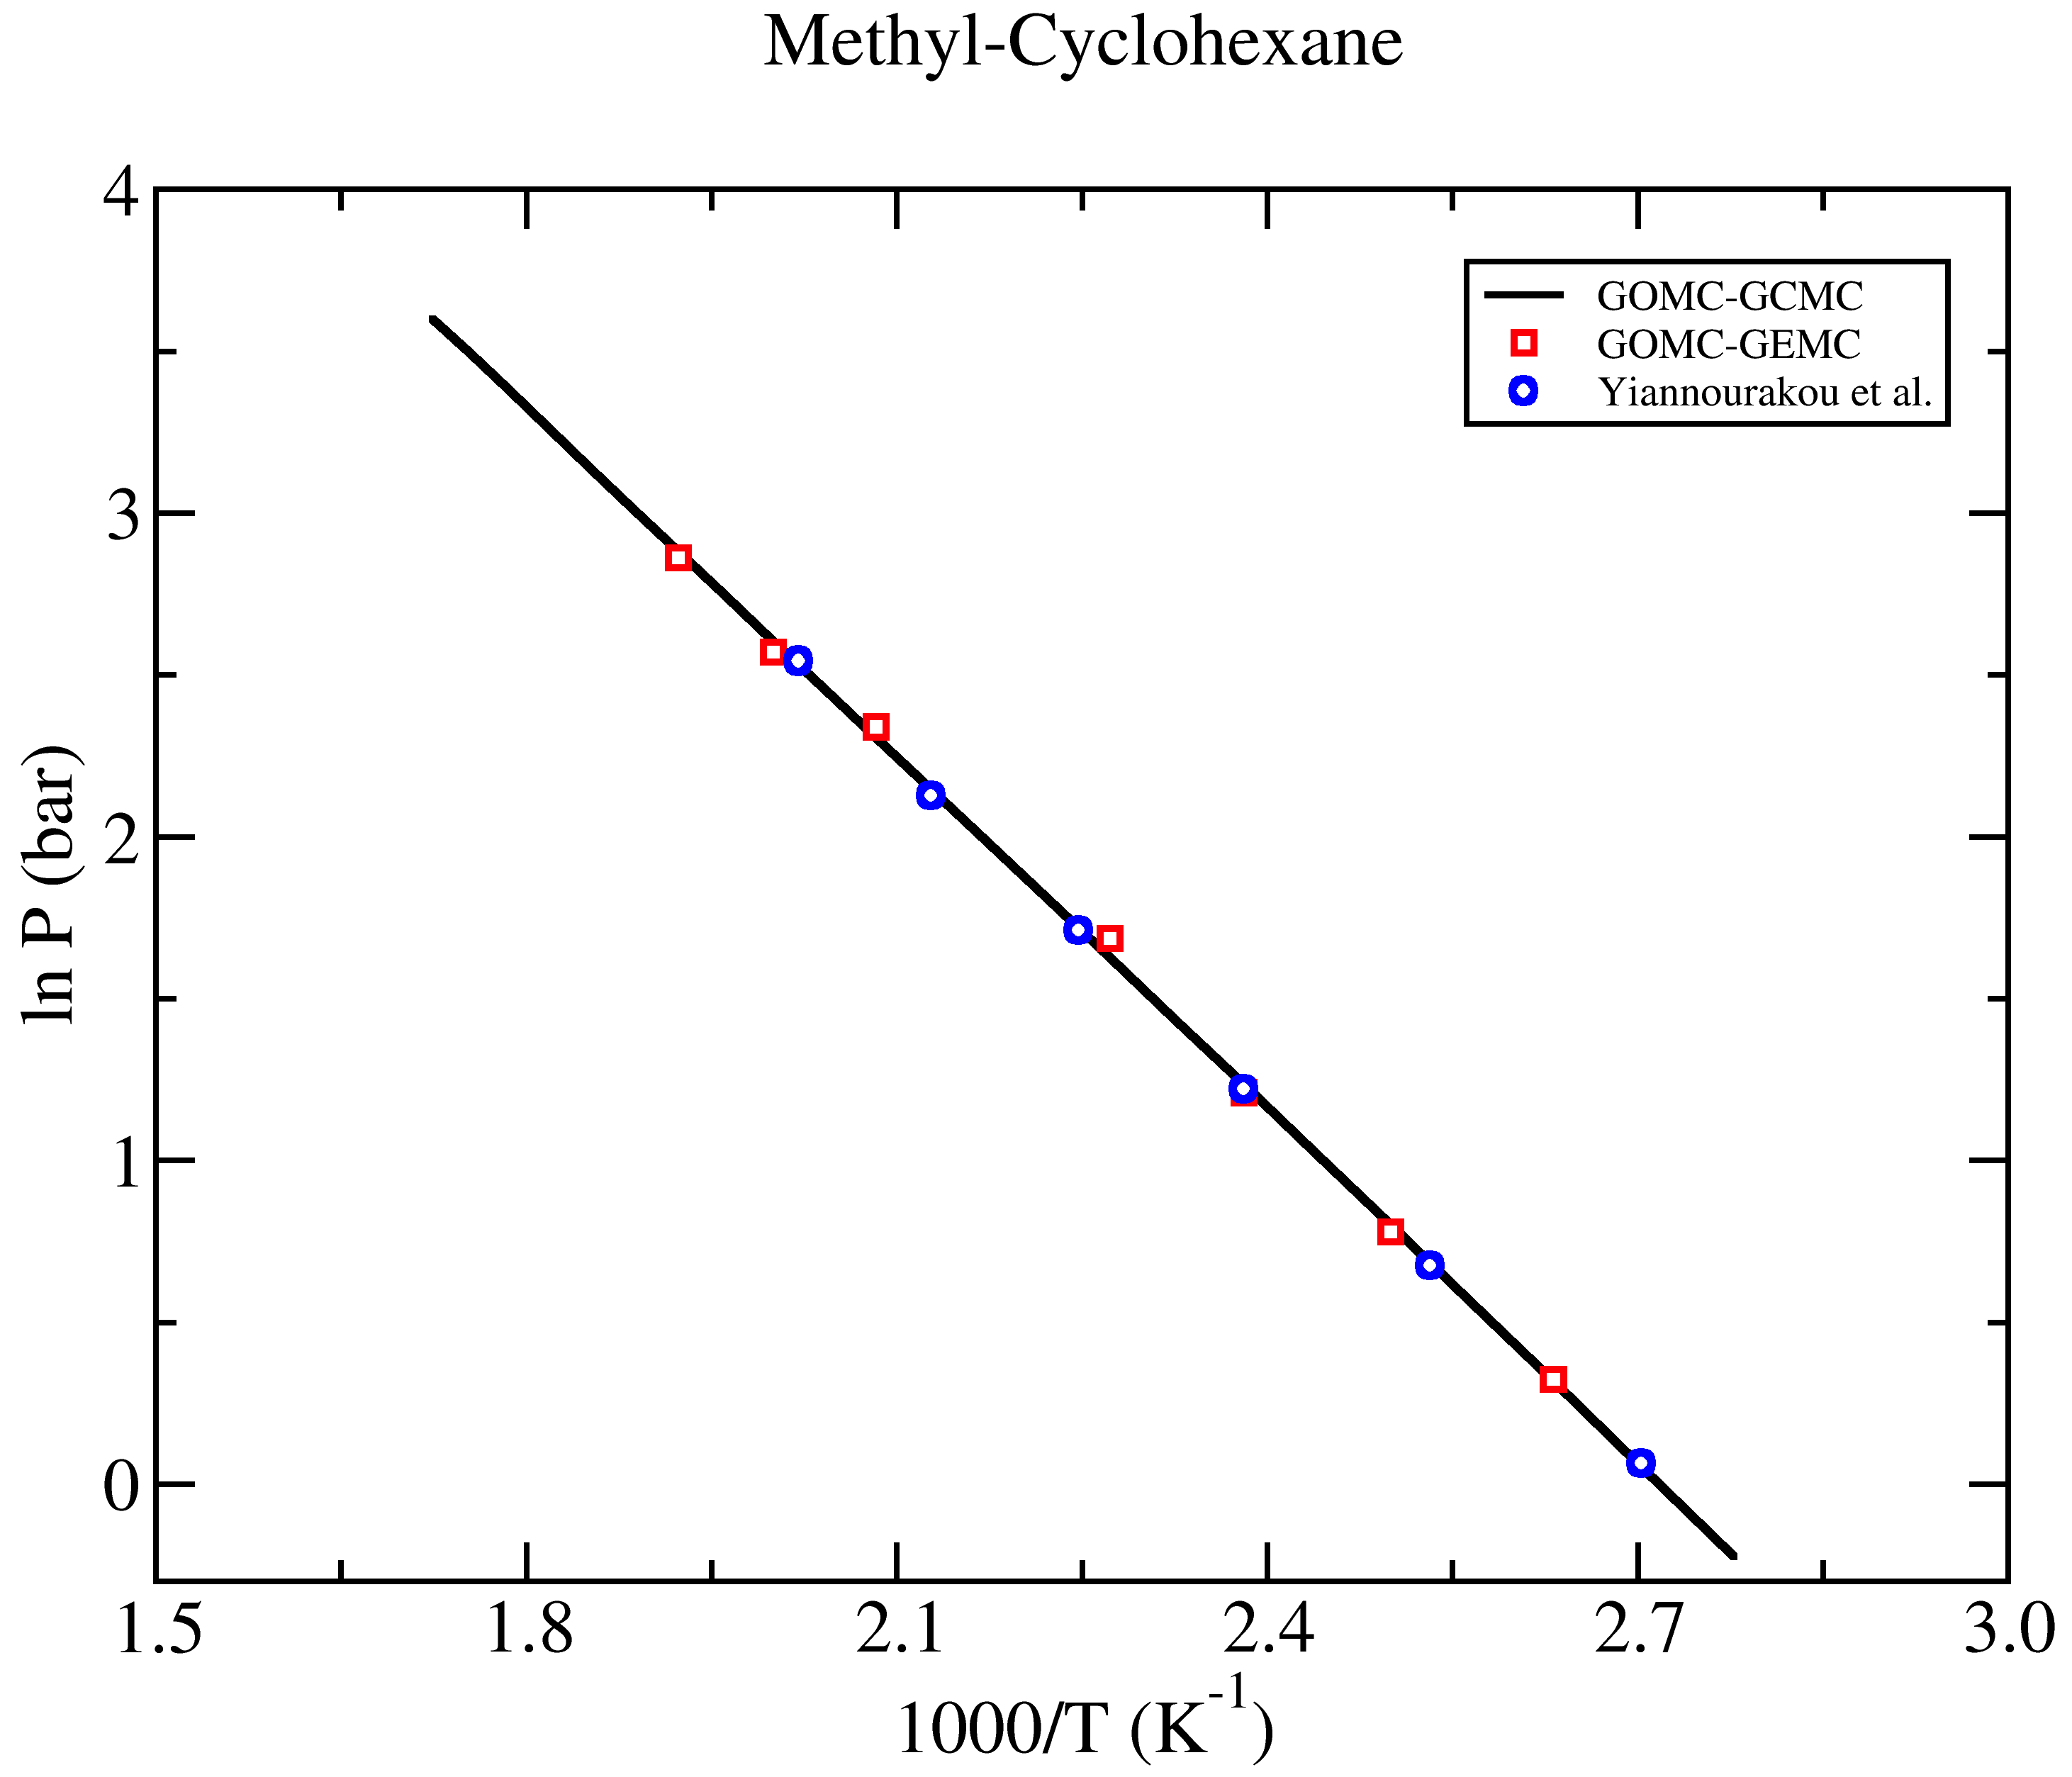 Methyl-Cyclohexane
4
3
2
1
0
ln P (bar)
GOMC-GCMC
GOMC-GEMC
Yiannourakou et al.
1.5 1.8 2.1 2.4 2.7 3.0
1000/T (K⁻¹)